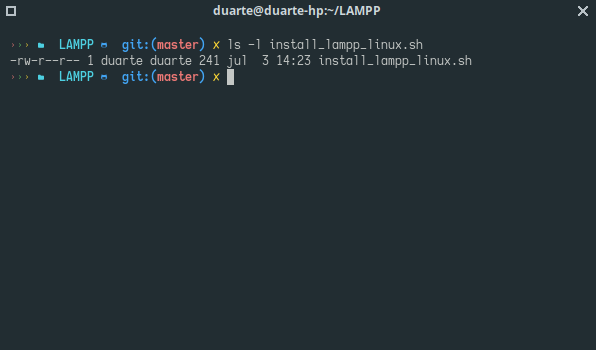 duarte@duarte-hp:~/LAMPP
››› LAMPP git:(master) ✗ ls -l install_lampp_linux.sh
-rw-r--r-- 1 duarte duarte 241 jul  3 14:23 install_lampp_linux.sh
››› LAMPP git:(master) ✗